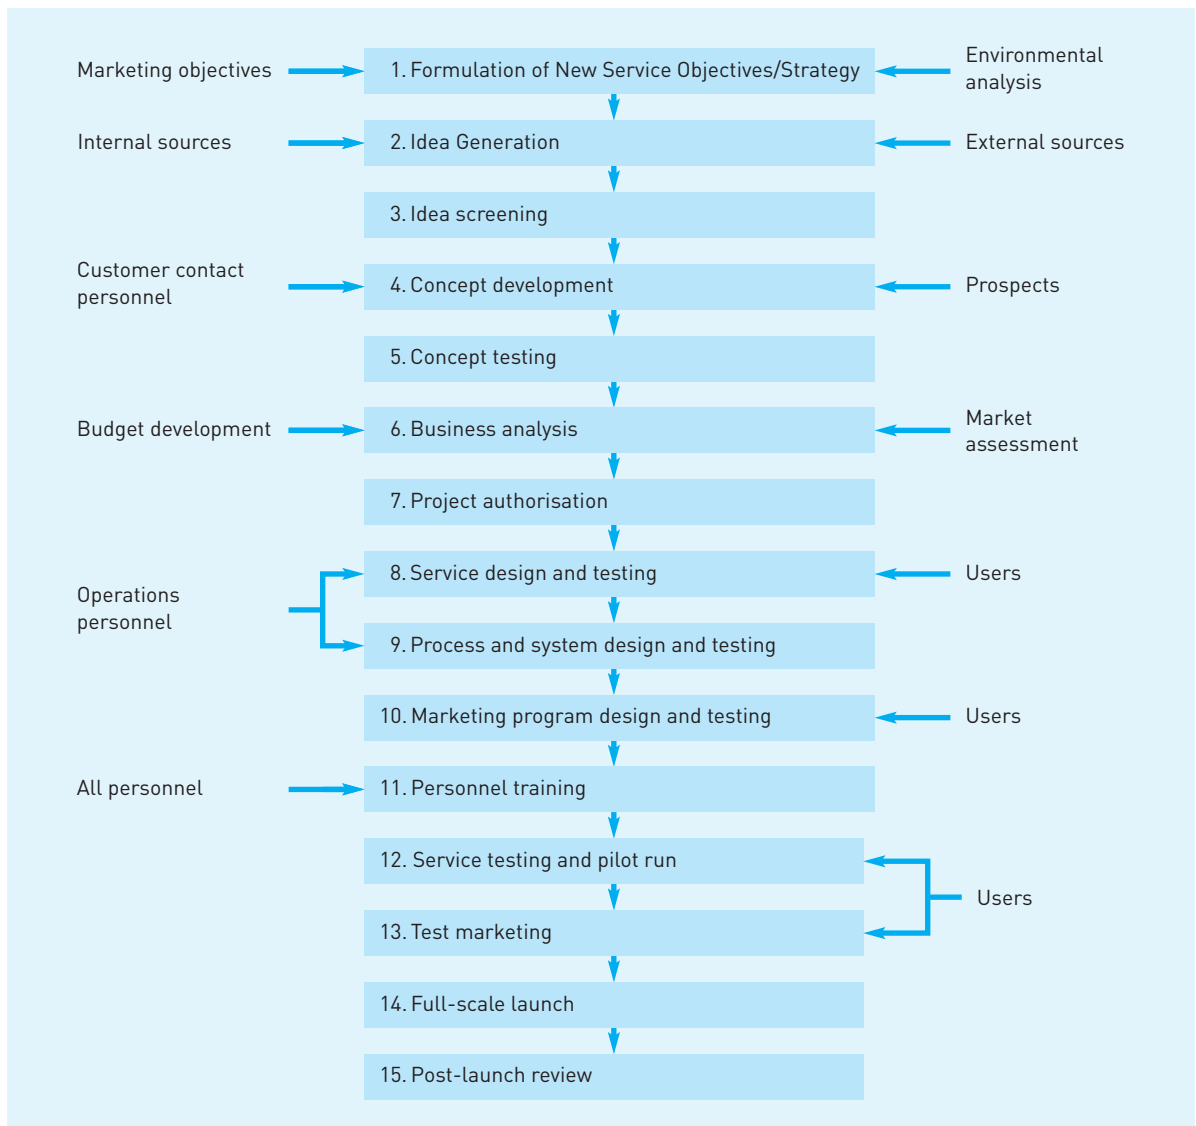 Marketing objectives
1. Formulation of New Service Objectives/Strategy
Environmental
analysis
Internal sources
2. Idea Generation
External sources
3. Idea screening
Customer contact
personnel
4. Concept development
Prospects
5. Concept testing
Budget development
6. Business analysis
Market
assessment
7. Project authorisation
Operations
personnel
8. Service design and testing
Users
9. Process and system design and testing
10. Marketing program design and testing
Users
All personnel
11. Personnel training
12. Service testing and pilot run
Users
13. Test marketing
14. Full-scale launch
15. Post-launch review